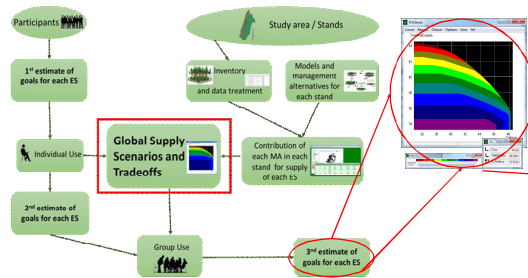 Participants
1st estimate of
goals for each ES
Individual Use
2nd estimate of
goals for each ES
Study area / Stands
Inventory
and data treatment
Models and
management
alternatives for
each stand
Global Supply
Scenarios and
Tradeoffs
Contribution of
each MA in each
stand for supply
of each ES
Group Use
3nd estimate of
goals for each ES